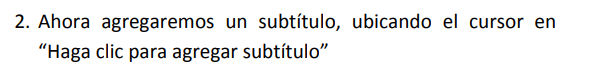 2. Ahora agregaremos un subtítulo, ubicando el cursor en
“Haga clic para agregar subtítulo”